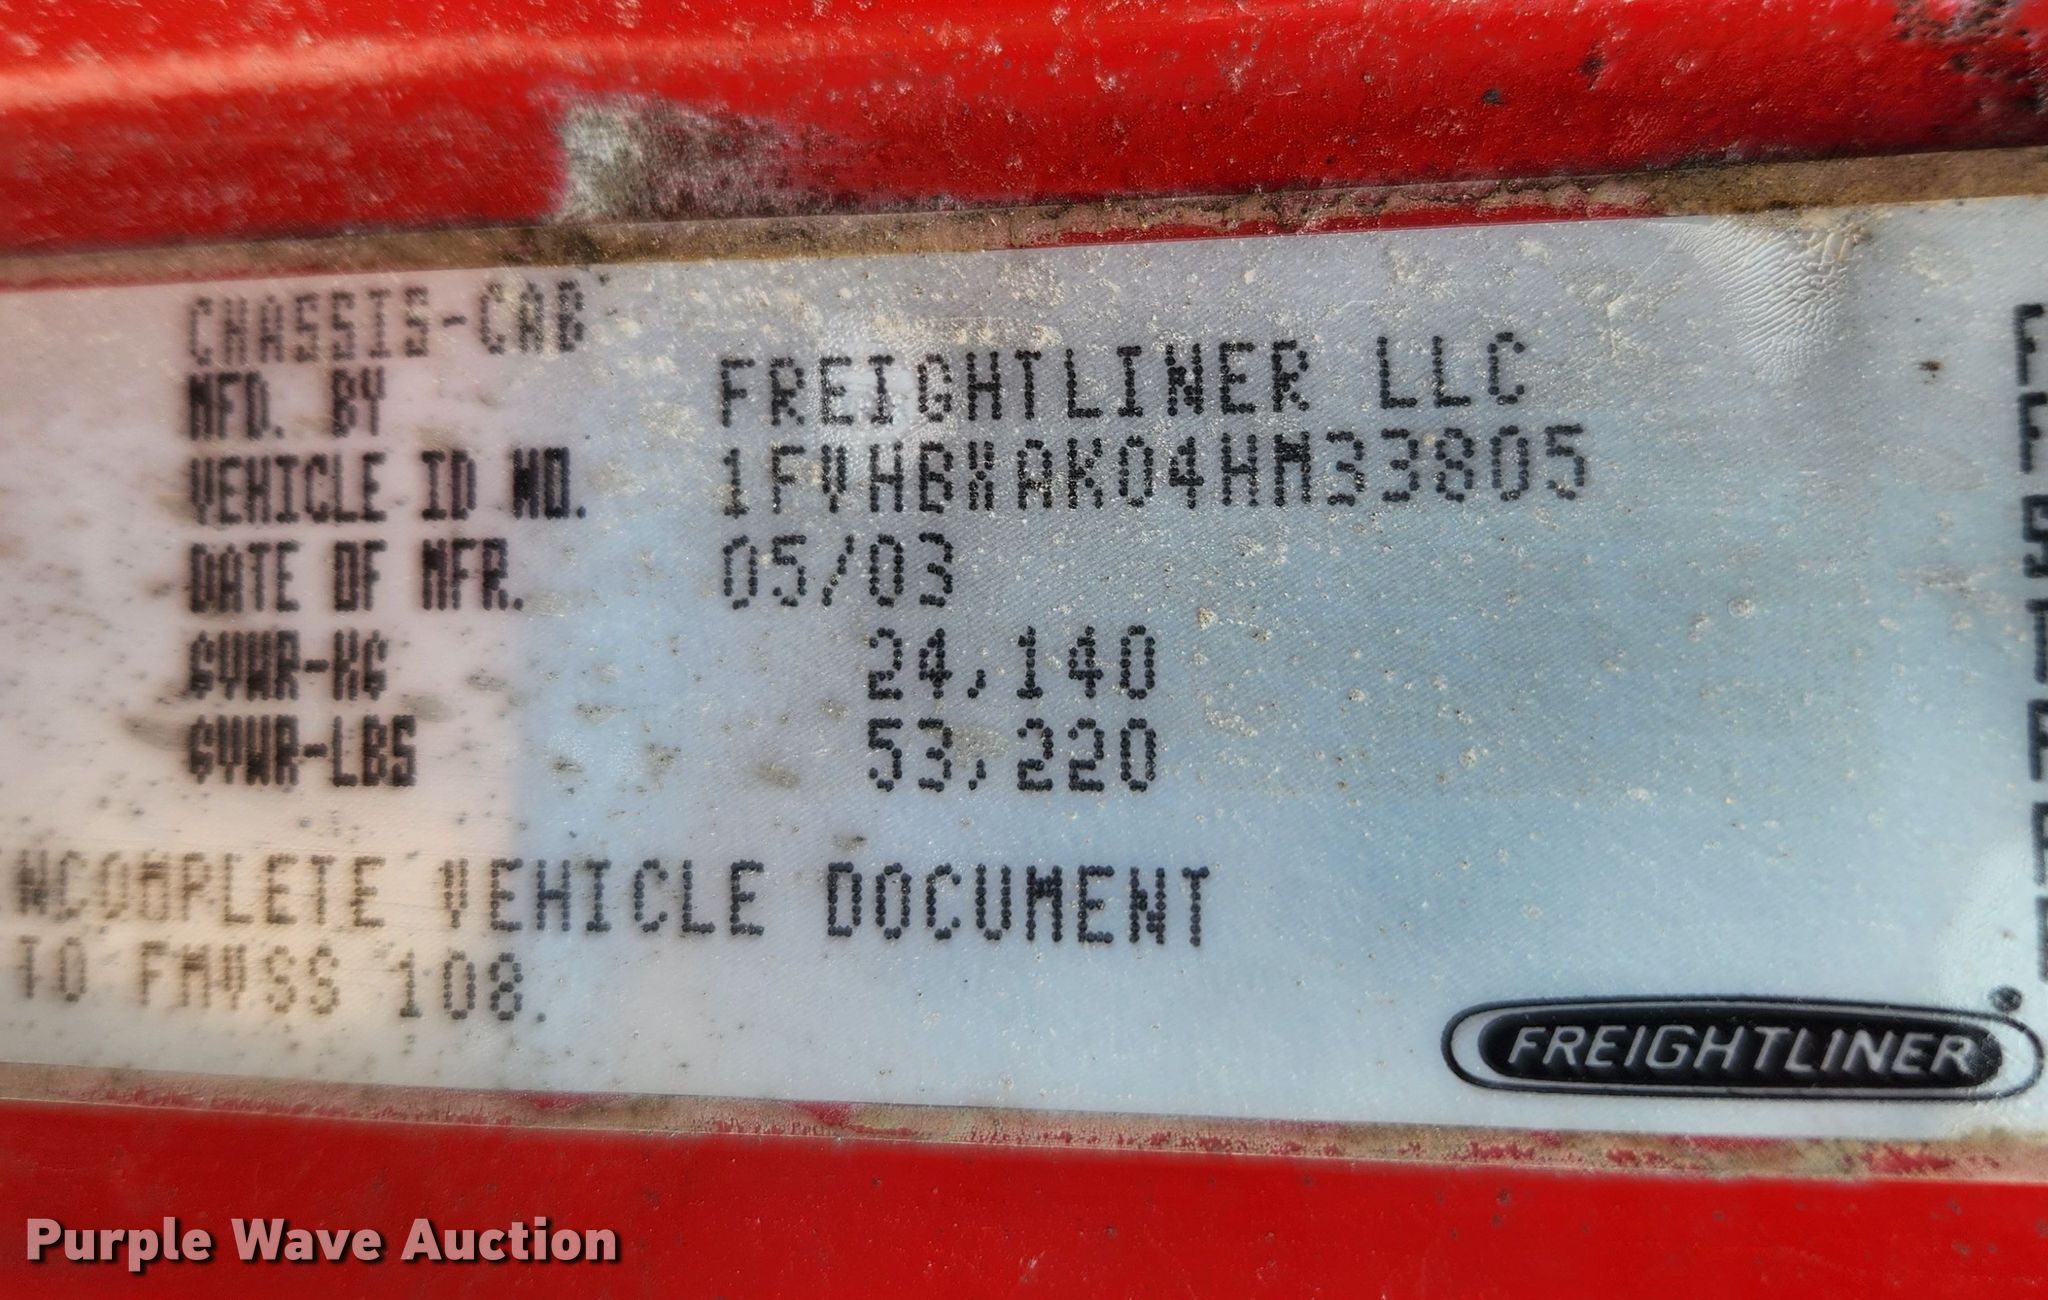 CHASSIS-CAB
MFD. BY FREIGHTLINER LLC
VEHICLE ID NO. 1FVHBXAK04HM33805
DATE OF MFR. 05/03
GVWR-KG 24,140
GVWR-LBS 53,220
INCOMPLETE VEHICLE DOCUMENT
TO FMVSS 108.
FREIGHTLINER®
Purple Wave Auction